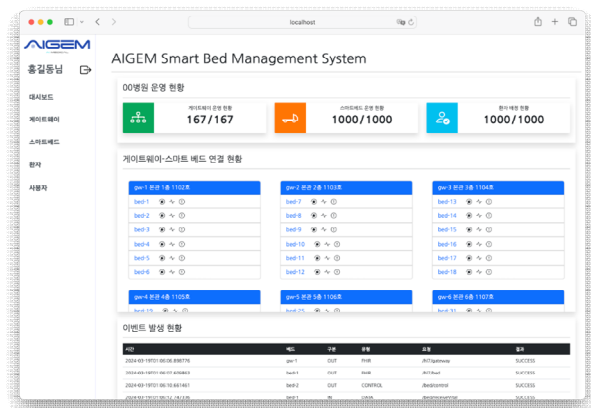 localhost
AIGEM
홍길동님
대시보드
게이트웨이
스마트베드
환자
사용자
AIGEM Smart Bed Management System
00병원 운영 현황
게이트웨이 운영 현황
167/167
스마트베드 운영 현황
1000/1000
환자 배정 현황
1000/1000
게이트웨이-스마트 베드 연결 현황
gw-1 본관 1층 1102호
bed-1
bed-2
bed-3
bed-4
bed-5
bed-6
gw-2 본관 2층 1103호
bed-7
bed-8
bed-9
bed-10
bed-11
bed-12
gw-3 본관 3층 1104호
bed-13
bed-14
bed-15
bed-16
bed-17
bed-18
gw-4 본관 4층 1105호
gw-5 본관 5층 1106호
gw-6 본관 6층 1107호
이벤트 발생 현황
시간 베드 구분 유형 요청 결과
gw-1 OUT FHIR SUCCESS
2024-03-19T01:06:10.661461 bed-2 OUT CONTROL /bed/control SUCCESS